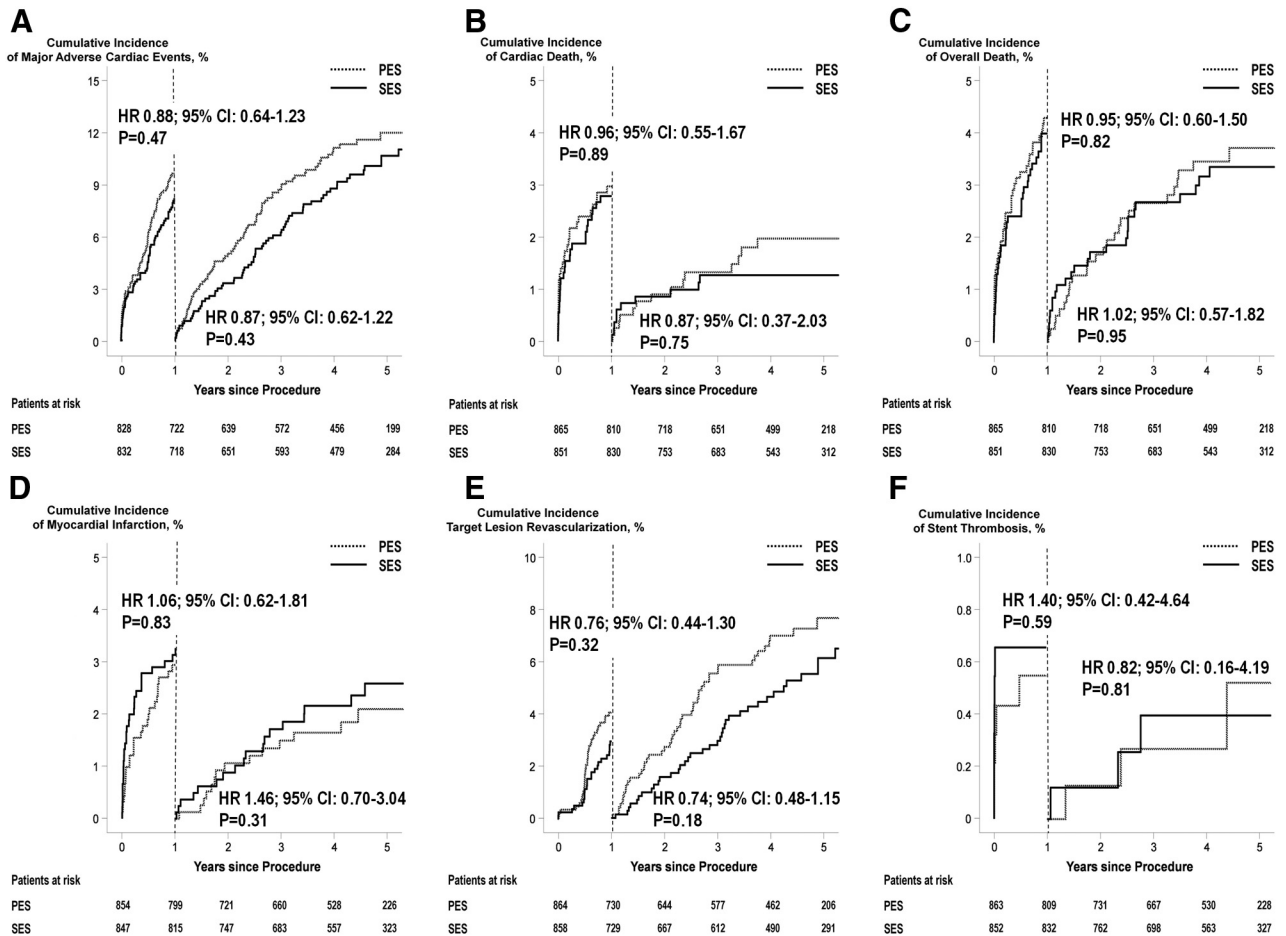 A
Cumulative Incidence
of Major Adverse Cardiac Events, %
PES
SES
15
12
9
6
3
0
HR 0.88; 95% CI: 0.64-1.23
P=0.47
HR 0.87; 95% CI: 0.62-1.22
P=0.43
0 1 2 3 4 5
Years since Procedure
Patients at risk
PES 828 722 639 572 456 199
SES 832 718 651 593 479 284
B
Cumulative Incidence
of Cardiac Death, %
PES
SES
5
4
3
2
1
0
HR 0.96; 95% CI: 0.55-1.67
P=0.89
HR 0.87; 95% CI: 0.37-2.03
P=0.75
0 1 2 3 4 5
Years since Procedure
Patients at risk
PES 865 810 718 651 499 218
SES 851 830 753 683 543 312
C
Cumulative Incidence
of Overall Death, %
PES
SES
5
4
3
2
1
0
HR 0.95; 95% CI: 0.60-1.50
P=0.82
HR 1.02; 95% CI: 0.57-1.82
P=0.95
0 1 2 3 4 5
Years since Procedure
Patients at risk
PES 865 810 718 651 499 218
SES 851 830 753 683 543 312
D
Cumulative Incidence
of Myocardial Infarction, %
PES
SES
5
4
3
2
1
0
HR 1.06; 95% CI: 0.62-1.81
P=0.83
HR 1.46; 95% CI: 0.70-3.04
P=0.31
0 1 2 3 4 5
Years since Procedure
Patients at risk
PES 854 799 721 660 528 226
SES 847 815 747 683 557 323
E
Cumulative Incidence
Target Lesion Revascularization, %
PES
SES
10
8
6
4
2
0
HR 0.76; 95% CI: 0.44-1.30
P=0.32
HR 0.74; 95% CI: 0.48-1.15
P=0.18
0 1 2 3 4 5
Years since Procedure
Patients at risk
PES 864 730 644 577 462 206
SES 858 729 667 612 490 291
F
Cumulative Incidence
of Stent Thrombosis, %
PES
SES
1.0
0.8
0.6
0.4
0.2
0
HR 1.40; 95% CI: 0.42-4.64
P=0.59
HR 0.82; 95% CI: 0.16-4.19
P=0.81
0 1 2 3 4 5
Years since Procedure
Patients at risk
PES 863 809 731 667 530 228
SES 852 832 762 698 563 327